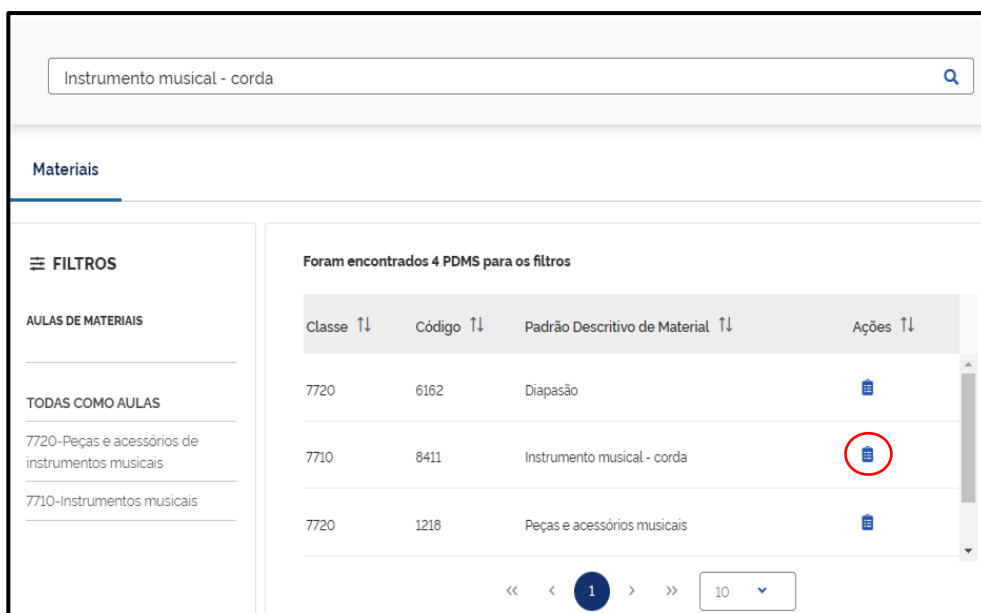 Instrumento musical - corda
Materiais
FILTROS
AULAS DE MATERIAIS
TODAS COMO AULAS
7720-Peças e acessórios de
instrumentos musicais
7710-Instrumentos musicais
Foram encontrados 4 PDMS para os filtros
Classe Código Padrão Descritivo de Material Ações
7720 6162 Diapasão
7710 8411 Instrumento musical - corda
7720 1218 Peças e acessórios musicais
1 10